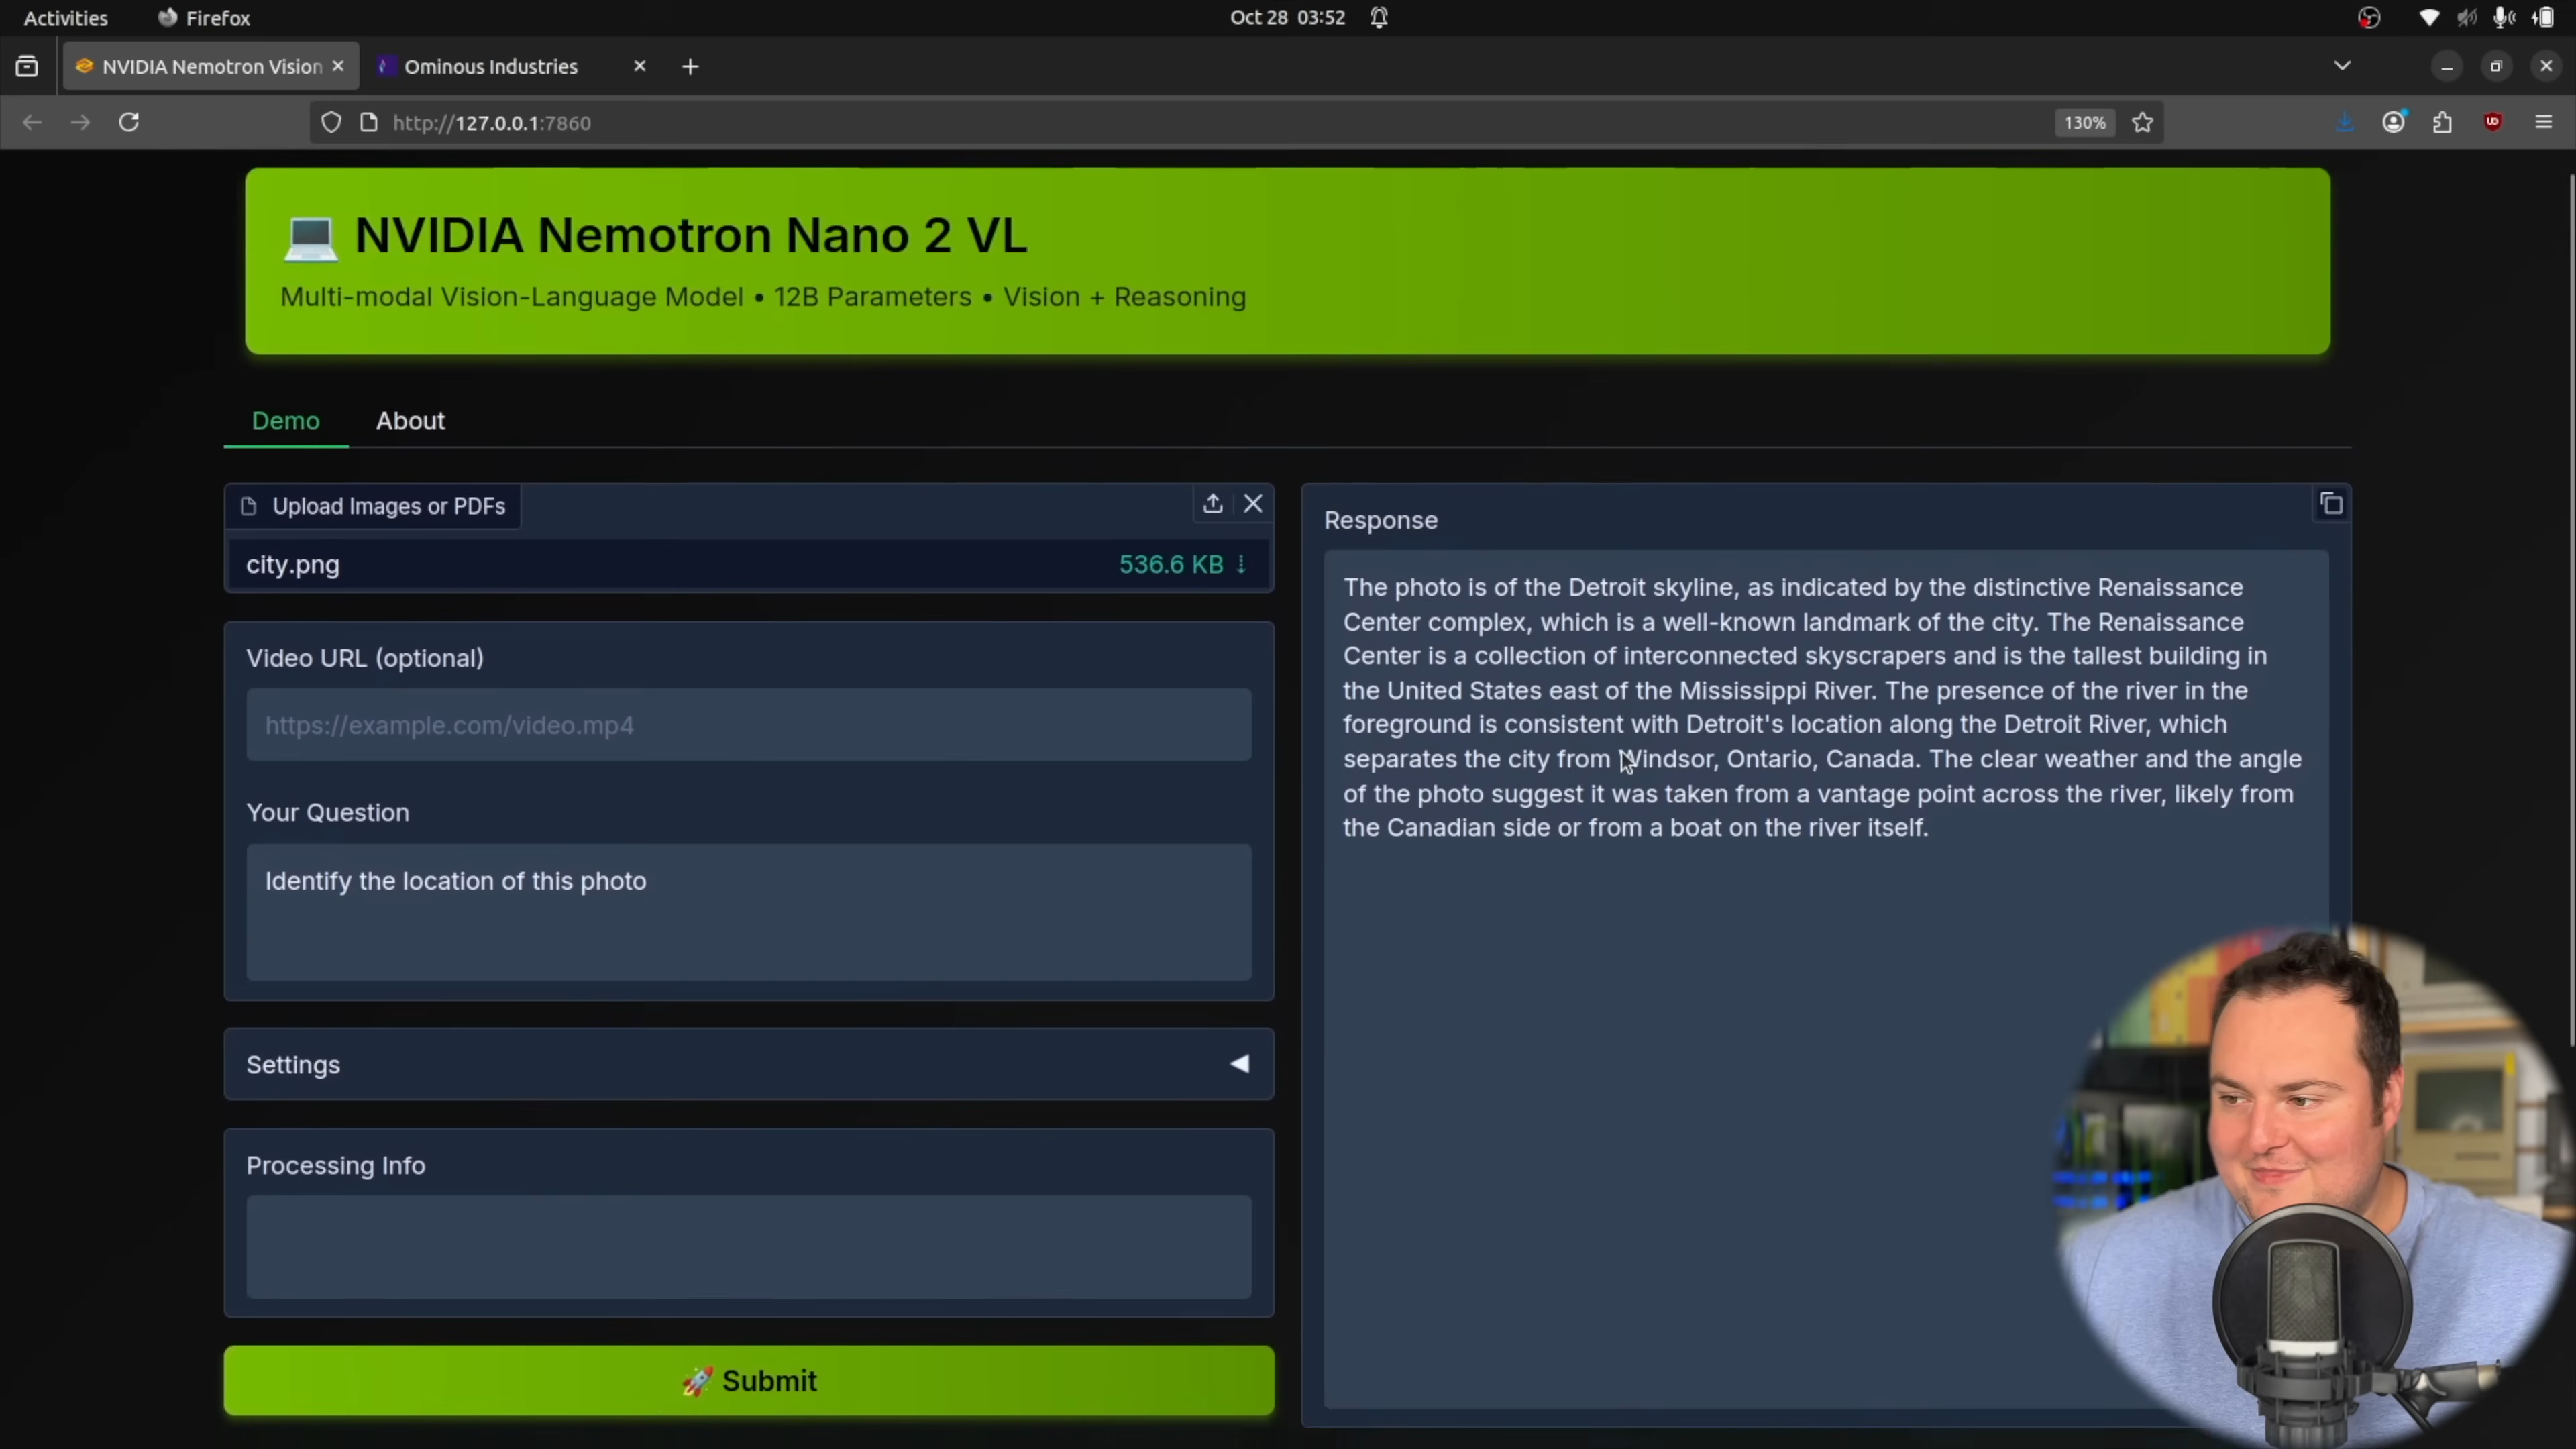 Activities
Firefox
Oct 28 03:52
NVIDIA Nemotron Vision
Ominous Industries
http://127.0.0.1:7860
130%
NVIDIA Nemotron Nano 2 VL
Multi-modal Vision-Language Model • 12B Parameters • Vision + Reasoning
Demo
About
Upload Images or PDFs
city.png
536.6 KB ↓
Video URL (optional)
https://example.com/video.mp4
Your Question
Identify the location of this photo
Settings
Processing Info
Submit
Response
The photo is of the Detroit skyline, as indicated by the distinctive Renaissance
Center complex, which is a well-known landmark of the city. The Renaissance
Center is a collection of interconnected skyscrapers and is the tallest building in
the United States east of the Mississippi River. The presence of the river in the
foreground is consistent with Detroit's location along the Detroit River, which
separates the city from Windsor, Ontario, Canada. The clear weather and the angle
of the photo suggest it was taken from a vantage point across the river, likely from
the Canadian side or from a boat on the river itself.